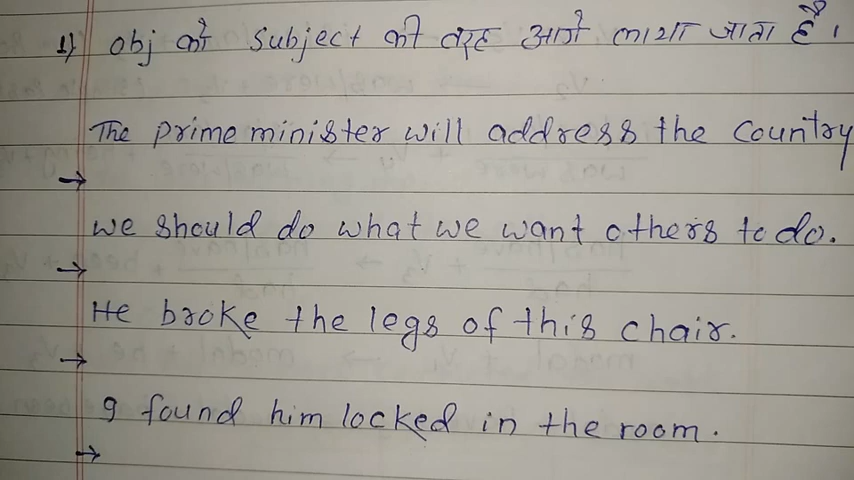 1) obj को subject की तरह आगे लाया जाता है।
The prime minister will address the country
→
we should do what we want others to do.
→
He broke the legs of this chair.
→
I found him locked in the room.
→